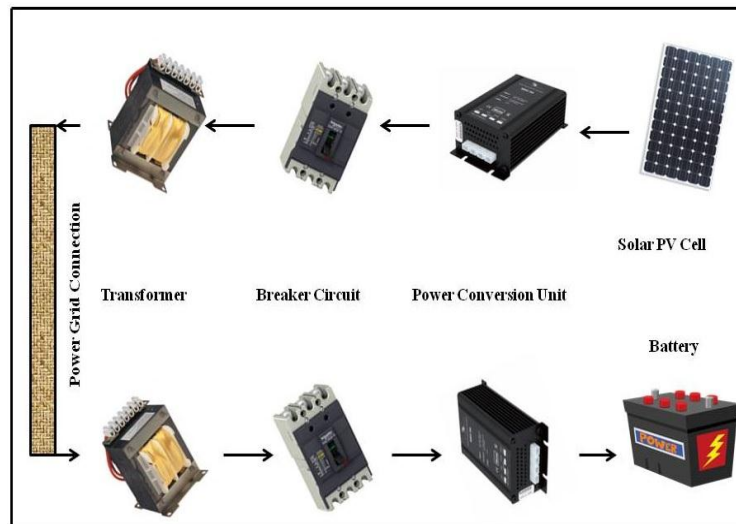 Solar PV Cell
Power Grid Connection
Transformer
Breaker Circuit
Power Conversion Unit
Battery
POWER